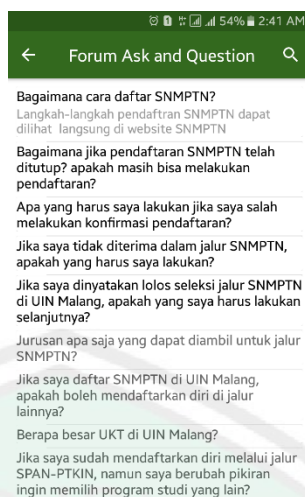 54% 2:41 AM
Forum Ask and Question
Bagaimana cara daftar SNMPTN?
Langkah-langkah pendaftran SNMPTN dapat
dilihat langsung di website SNMPTN
Bagaimana jika pendaftaran SNMPTN telah
ditutup? apakah masih bisa melakukan
pendaftaran?
Apa yang harus saya lakukan jika saya salah
melakukan konfirmasi pendaftaran?
Jika saya tidak diterima dalam jalur SNMPTN,
apakah yang harus saya lakukan?
Jika saya dinyatakan lolos seleksi jalur SNMPTN
di UIN Malang, apakah yang saya harus lakukan
selanjutnya?
Jurusan apa saja yang dapat diambil untuk jalur
SNMPTN?
Jika saya daftar SNMPTN di UIN Malang,
apakah boleh mendaftarkan diri di jalur
lainnya?
Berapa besar UKT di UIN Malang?
Jika saya sudah mendaftarkan diri melalui jalur
SPAN-PTKIN, namun saya berubah pikiran
ingin memilih program studi yang lain?